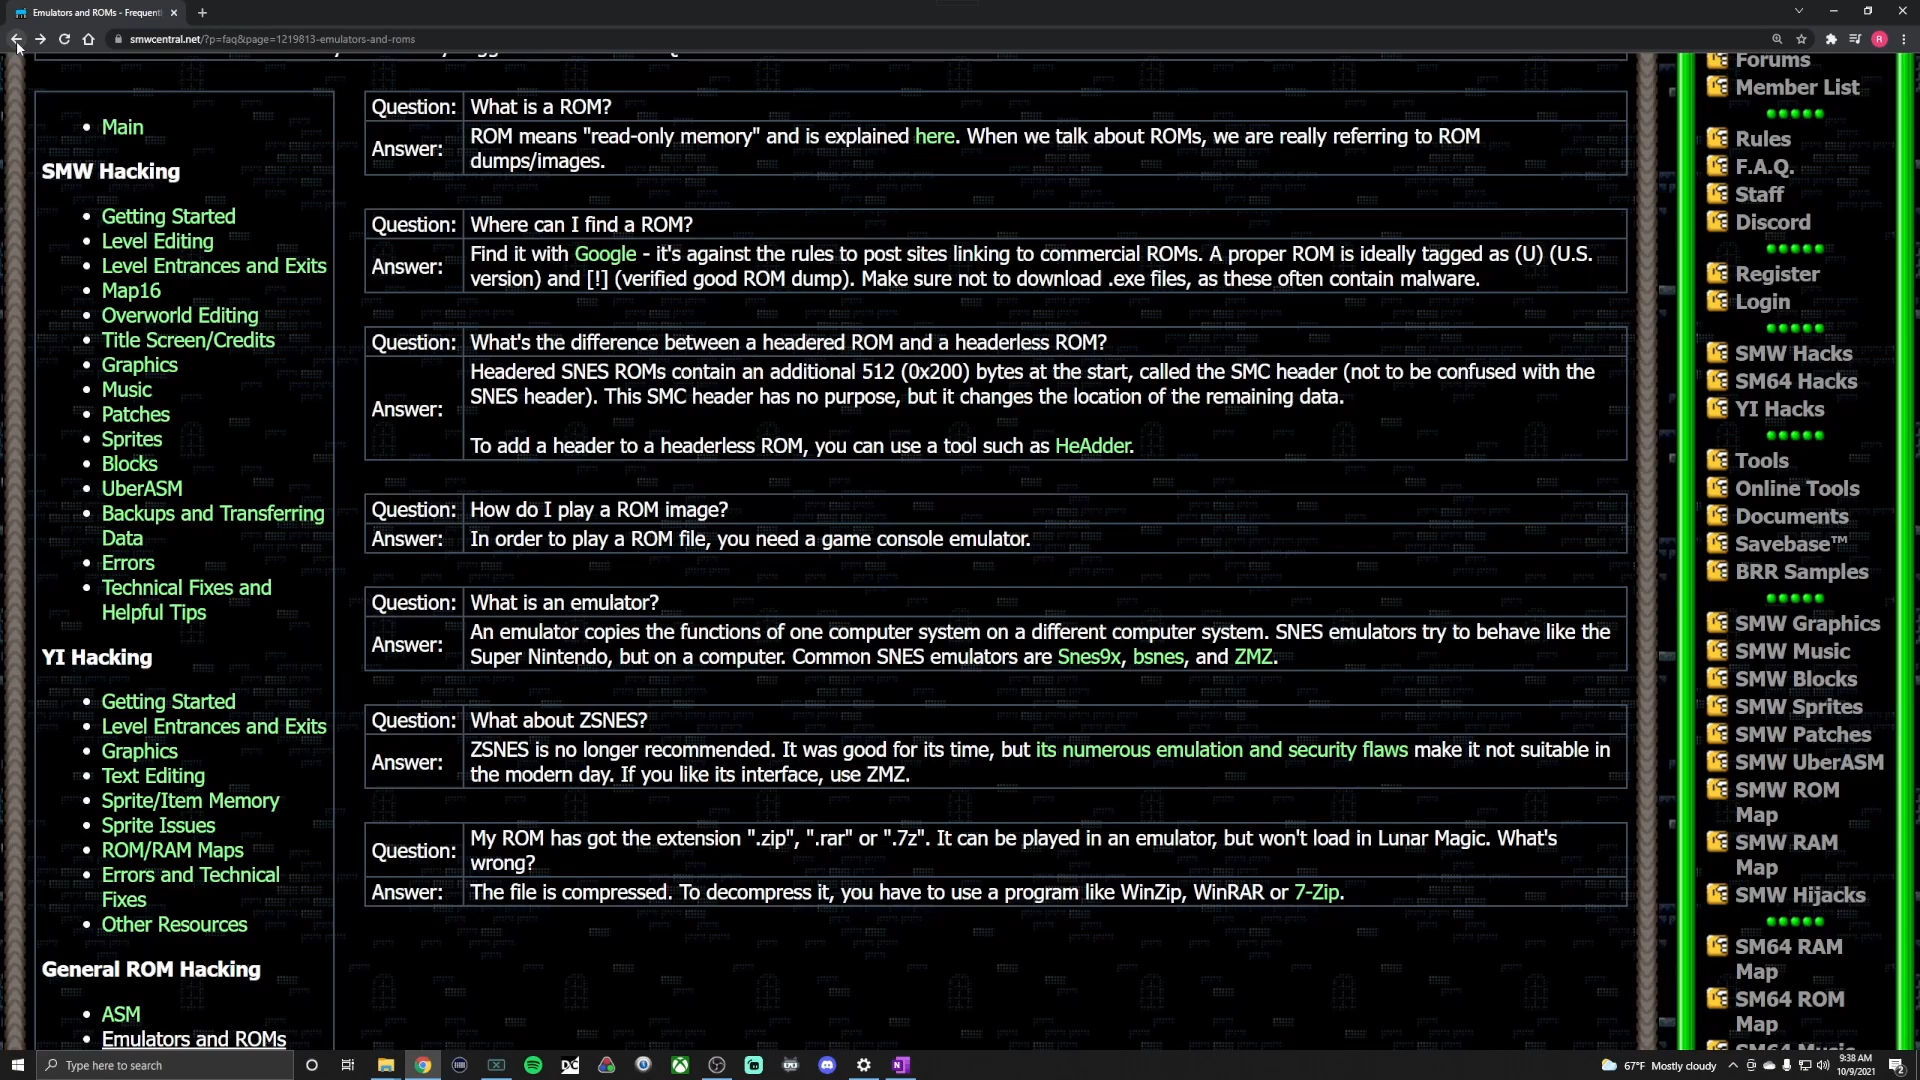 Emulators and ROMs - Frequent
smwcentral.net/?p=faq&page=1219813-emulators-and-roms
R
Main
SMW Hacking
Getting Started
Level Editing
Level Entrances and Exits
Map16
Overworld Editing
Title Screen/Credits
Graphics
Music
Patches
Sprites
Blocks
UberASM
Backups and Transferring
Data
Errors
Technical Fixes and
Helpful Tips
YI Hacking
Getting Started
Level Entrances and Exits
Graphics
Text Editing
Sprite/Item Memory
Sprite Issues
ROM/RAM Maps
Errors and Technical
Fixes
Other Resources
General ROM Hacking
ASM
Emulators and ROMs
Question: What is a ROM?
Answer: ROM means "read-only memory" and is explained here. When we talk about ROMs, we are really referring to ROM
dumps/images.
Question: Where can I find a ROM?
Answer: Find it with Google - it's against the rules to post sites linking to commercial ROMs. A proper ROM is ideally tagged as (U) (U.S.
version) and [!] (verified good ROM dump). Make sure not to download .exe files, as these often contain malware.
Question: What's the difference between a headered ROM and a headerless ROM?
Answer: Headered SNES ROMs contain an additional 512 (0x200) bytes at the start, called the SMC header (not to be confused with the
SNES header). This SMC header has no purpose, but it changes the location of the remaining data.
To add a header to a headerless ROM, you can use a tool such as HeAdder.
Question: How do I play a ROM image?
Answer: In order to play a ROM file, you need a game console emulator.
Question: What is an emulator?
Answer: An emulator copies the functions of one computer system on a different computer system. SNES emulators try to behave like the
Super Nintendo, but on a computer. Common SNES emulators are Snes9x, bsnes, and ZMZ.
Question: What about ZSNES?
Answer: ZSNES is no longer recommended. It was good for its time, but its numerous emulation and security flaws make it not suitable in
the modern day. If you like its interface, use ZMZ.
Question: My ROM has got the extension ".zip", ".rar" or ".7z". It can be played in an emulator, but won't load in Lunar Magic. What's
wrong?
Answer: The file is compressed. To decompress it, you have to use a program like WinZip, WinRAR or 7-Zip.
Forums
Member List
Rules
F.A.Q.
Staff
Discord
Register
Login
SMW Hacks
SM64 Hacks
YI Hacks
Tools
Online Tools
Documents
Savebase™
BRR Samples
SMW Graphics
SMW Music
SMW Blocks
SMW Sprites
SMW Patches
SMW UberASM
SMW ROM
Map
SMW RAM
Map
SMW Hijacks
SM64 RAM
Map
SM64 ROM
Map
SM64 Music
Type here to search
67°F Mostly cloudy
9:38 AM
10/9/2021
2